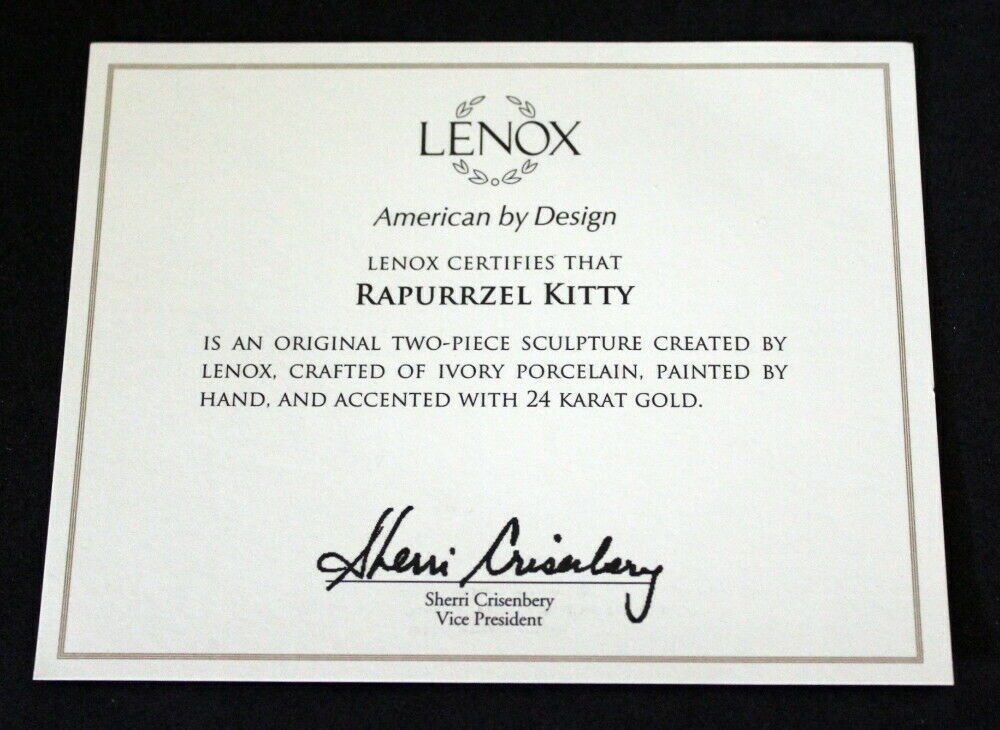 LENOX
American by Design
LENOX CERTIFIES THAT
RAPURRZEL KITTY
IS AN ORIGINAL TWO-PIECE SCULPTURE CREATED BY
LENOX, CRAFTED OF IVORY PORCELAIN, PAINTED BY
HAND, AND ACCENTED WITH 24 KARAT GOLD.
Sherri Crisenbery
Sherri Crisenbery
Vice President